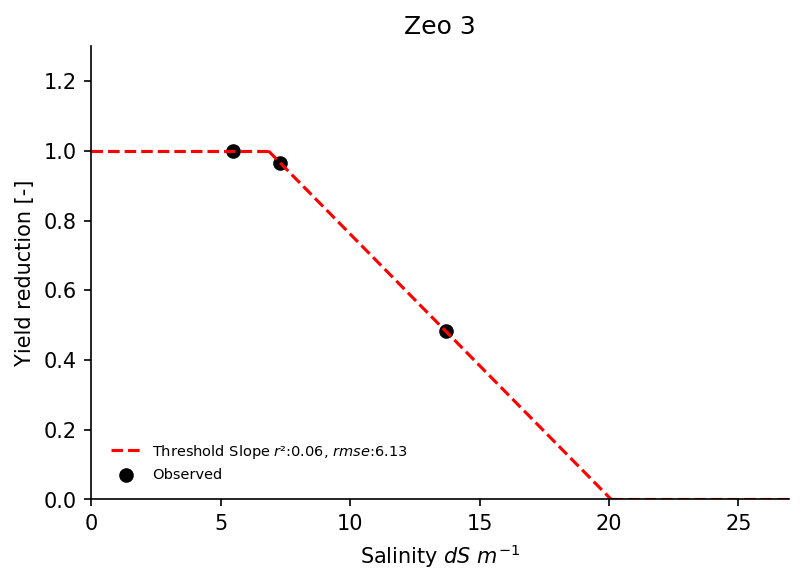 Zeo 3
Yield reduction [-]
1.2
1.0
0.8
0.6
0.4
0.2
0.0
Threshold Slope r²:0.06, rmse:6.13
Observed
0 5 10 15 20 25
Salinity dS m⁻¹